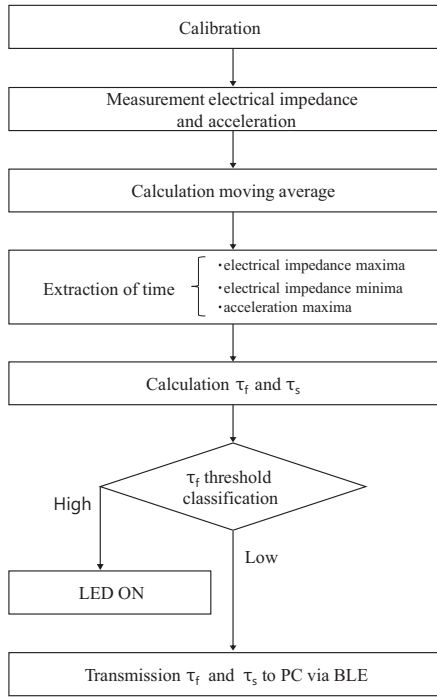 Calibration
Measurement electrical impedance
and acceleration
Calculation moving average
Extraction of time
・electrical impedance maxima
・electrical impedance minima
・acceleration maxima
Calculation τf and τs
τf threshold
classification
High
Low
LED ON
Transmission τf and τs to PC via BLE